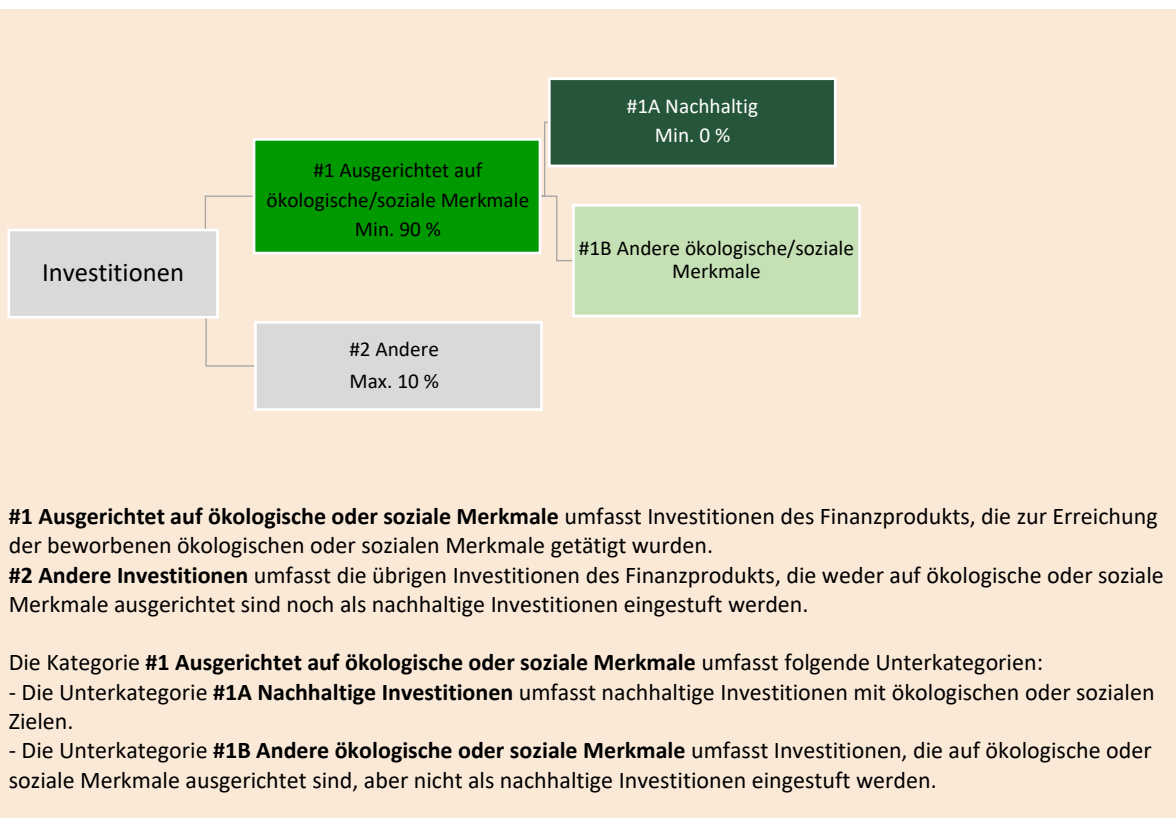 #1A Nachhaltig
Min. 0 %
#1 Ausgerichtet auf
ökologische/soziale Merkmale
Min. 90 %
#1B Andere ökologische/soziale
Merkmale
Investitionen
#2 Andere
Max. 10 %
#1 Ausgerichtet auf ökologische oder soziale Merkmale umfasst Investitionen des Finanzprodukts, die zur Erreichung
der beworbenen ökologischen oder sozialen Merkmale getätigt wurden.
#2 Andere Investitionen umfasst die übrigen Investitionen des Finanzprodukts, die weder auf ökologische oder soziale
Merkmale ausgerichtet sind noch als nachhaltige Investitionen eingestuft werden.
Die Kategorie #1 Ausgerichtet auf ökologische oder soziale Merkmale umfasst folgende Unterkategorien:
- Die Unterkategorie #1A Nachhaltige Investitionen umfasst nachhaltige Investitionen mit ökologischen oder sozialen
Zielen.
- Die Unterkategorie #1B Andere ökologische oder soziale Merkmale umfasst Investitionen, die auf ökologische oder
soziale Merkmale ausgerichtet sind, aber nicht als nachhaltige Investitionen eingestuft werden.